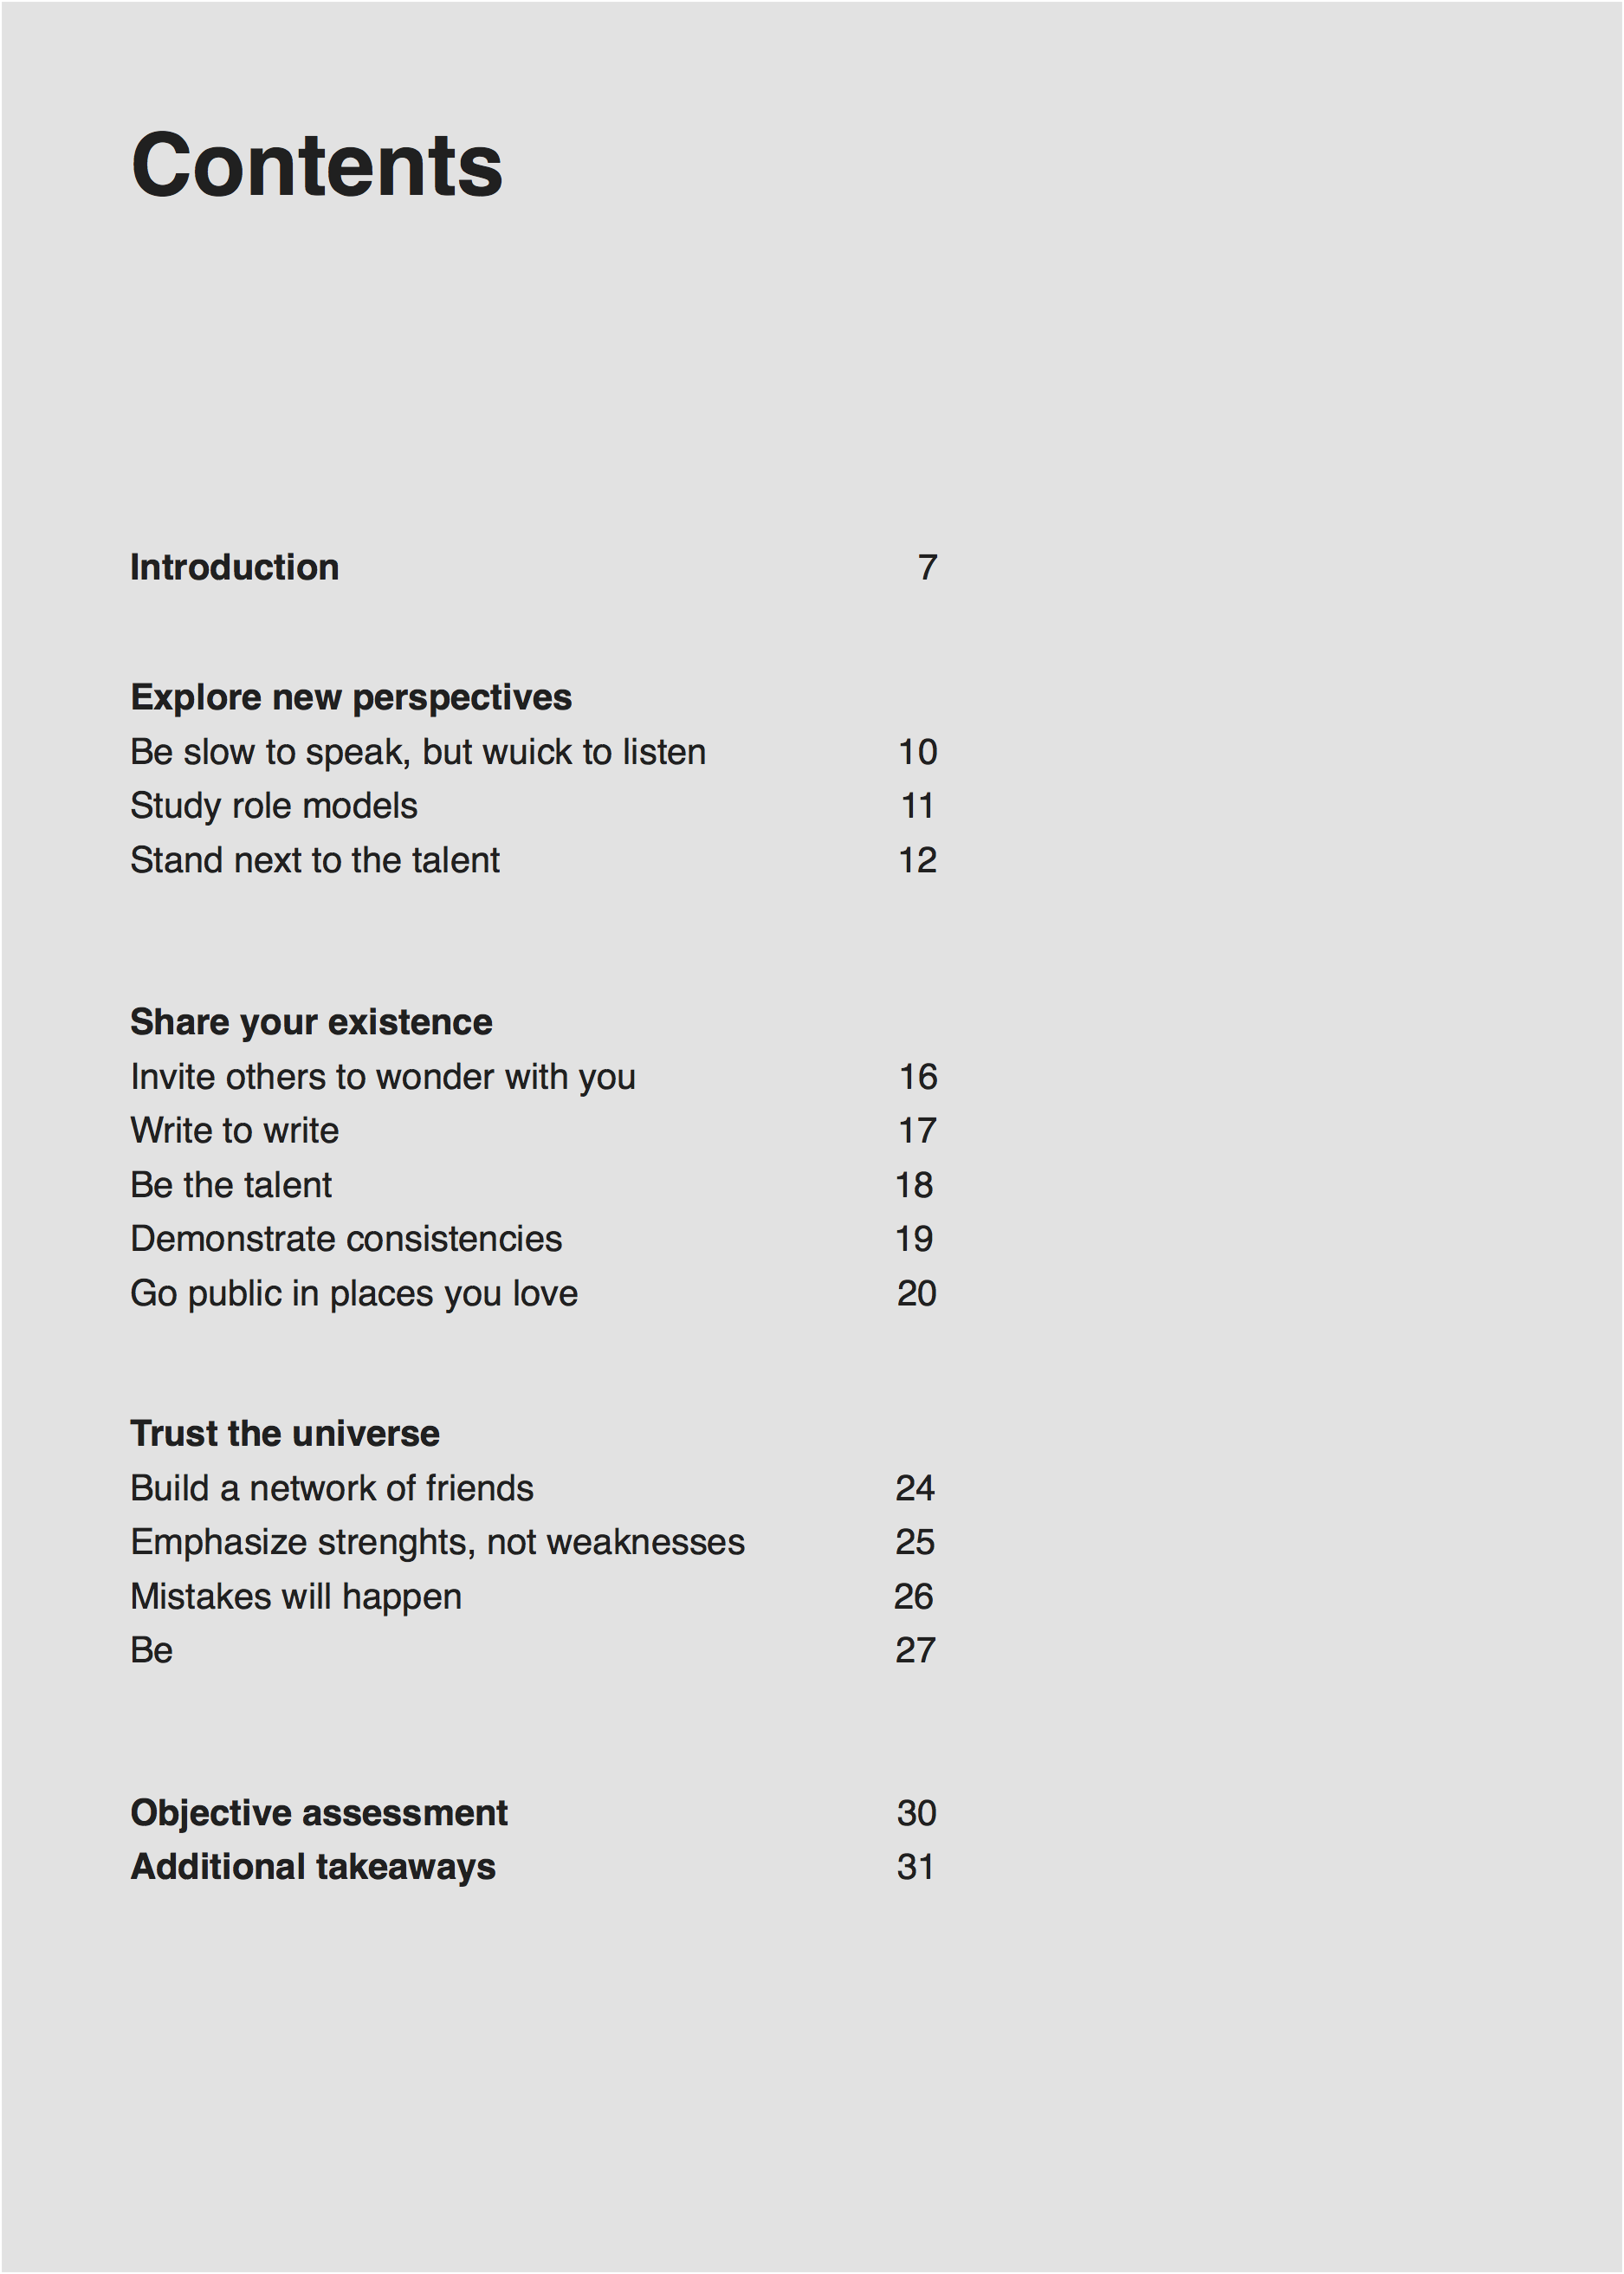 Contents
Introduction 7
Explore new perspectives
Be slow to speak, but wuick to listen 10
Study role models 11
Stand next to the talent 12
Share your existence
Invite others to wonder with you 16
Write to write 17
Be the talent 18
Demonstrate consistencies 19
Go public in places you love 20
Trust the universe
Build a network of friends 24
Emphasize strenghts, not weaknesses 25
Mistakes will happen 26
Be 27
Objective assessment 30
Additional takeaways 31